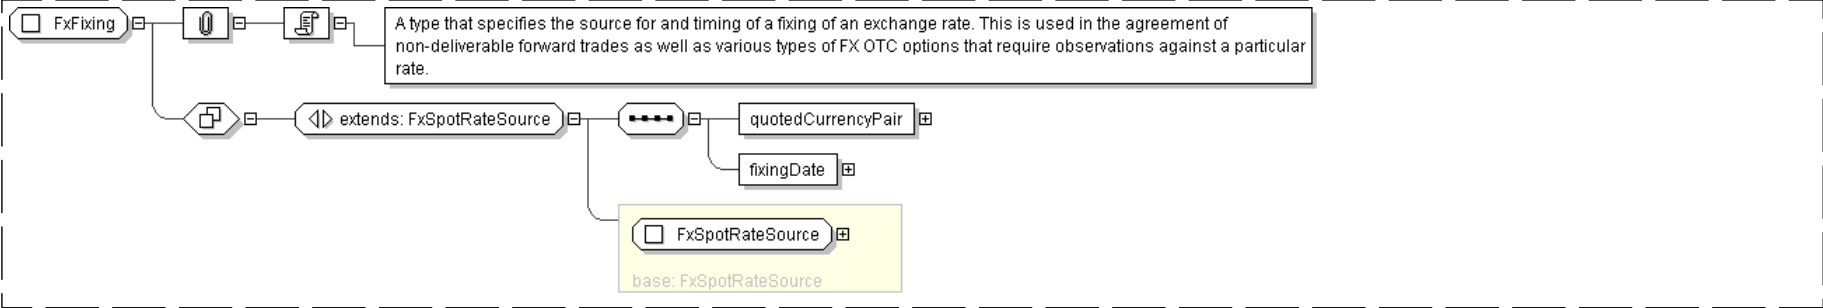 FxFixing
A type that specifies the source for and timing of a fixing of an exchange rate. This is used in the agreement of
non-deliverable forward trades as well as various types of FX OTC options that require observations against a particular
rate.
extends: FxSpotRateSource
quotedCurrencyPair
fixingDate
FxSpotRateSource
base: FxSpotRateSource